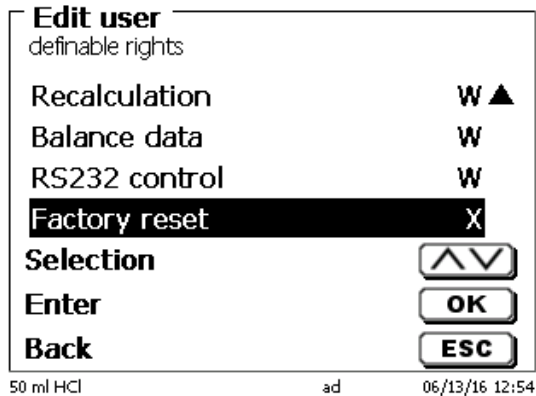 Edit user
definable rights
Recalculation W
Balance data W
RS232 control W
Factory reset X
Selection
Enter OK
Back ESC
50 ml HCl ad 06/13/16 12:54